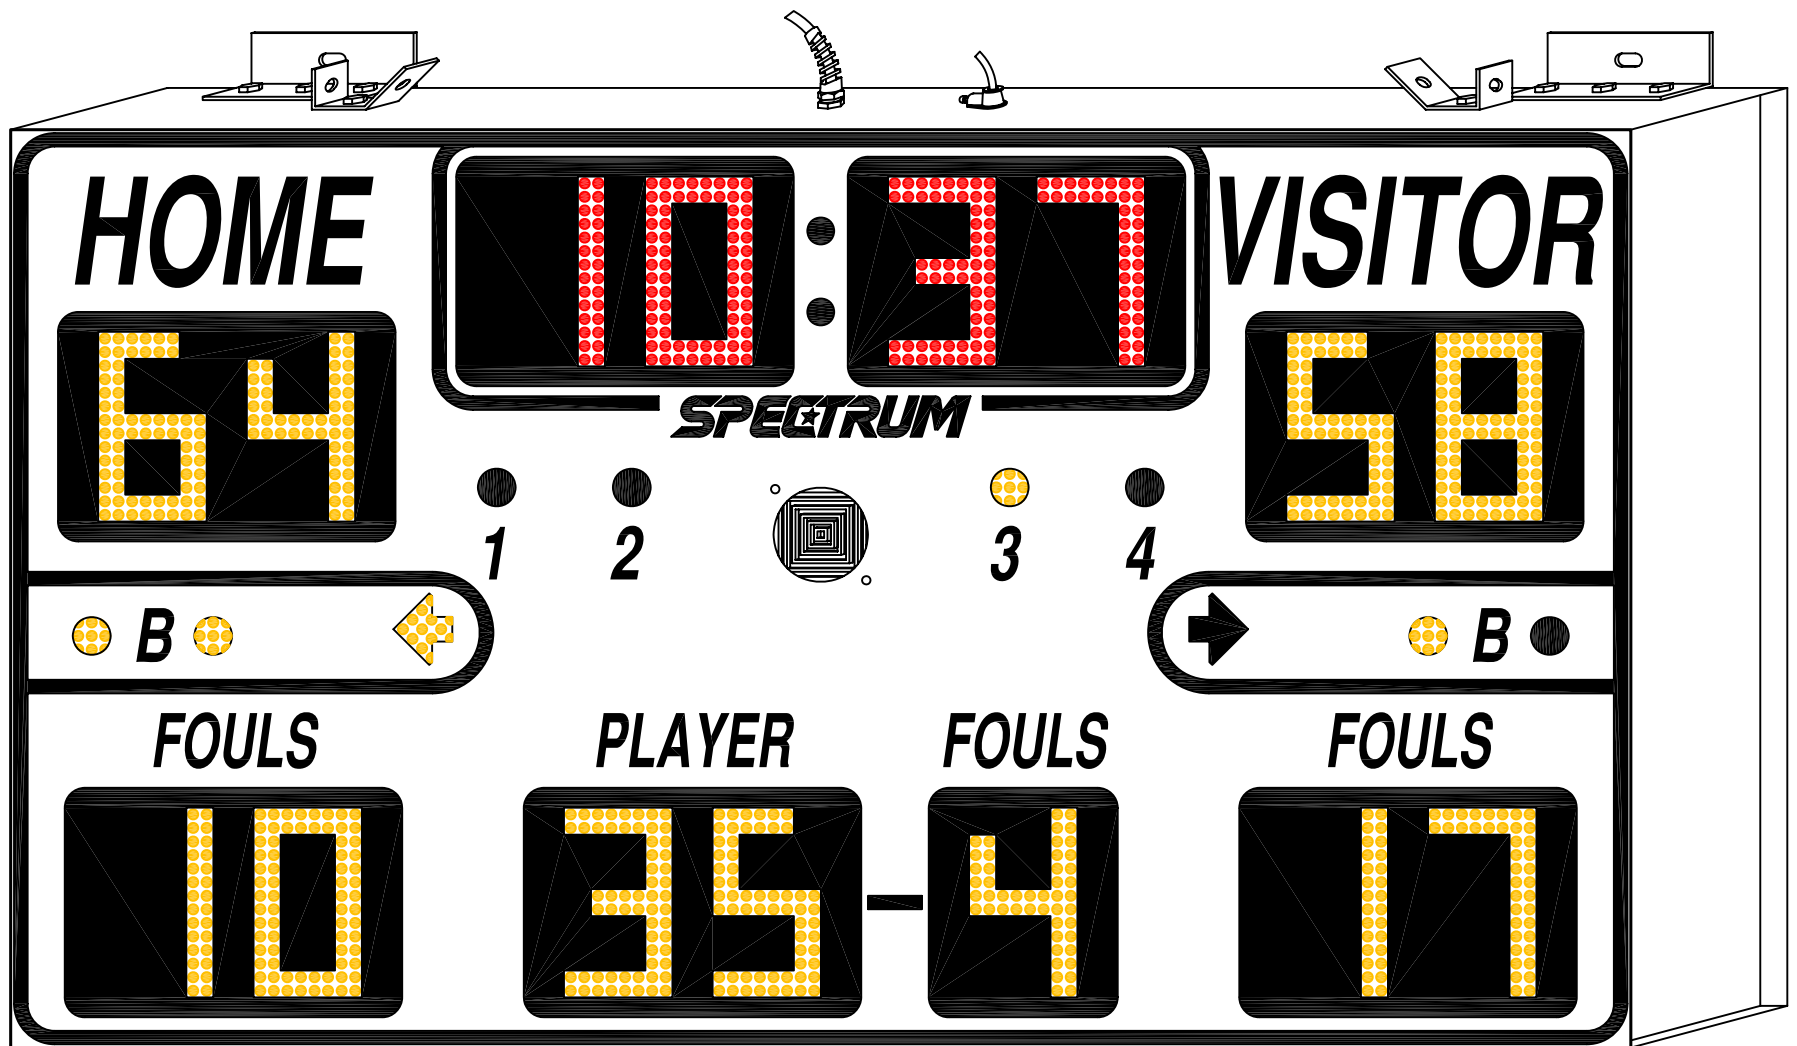 HOME 10:37 VISITOR
64 58
SPECTRUM
1 2 3 4
B B
FOULS PLAYER FOULS FOULS
10 35-4 17